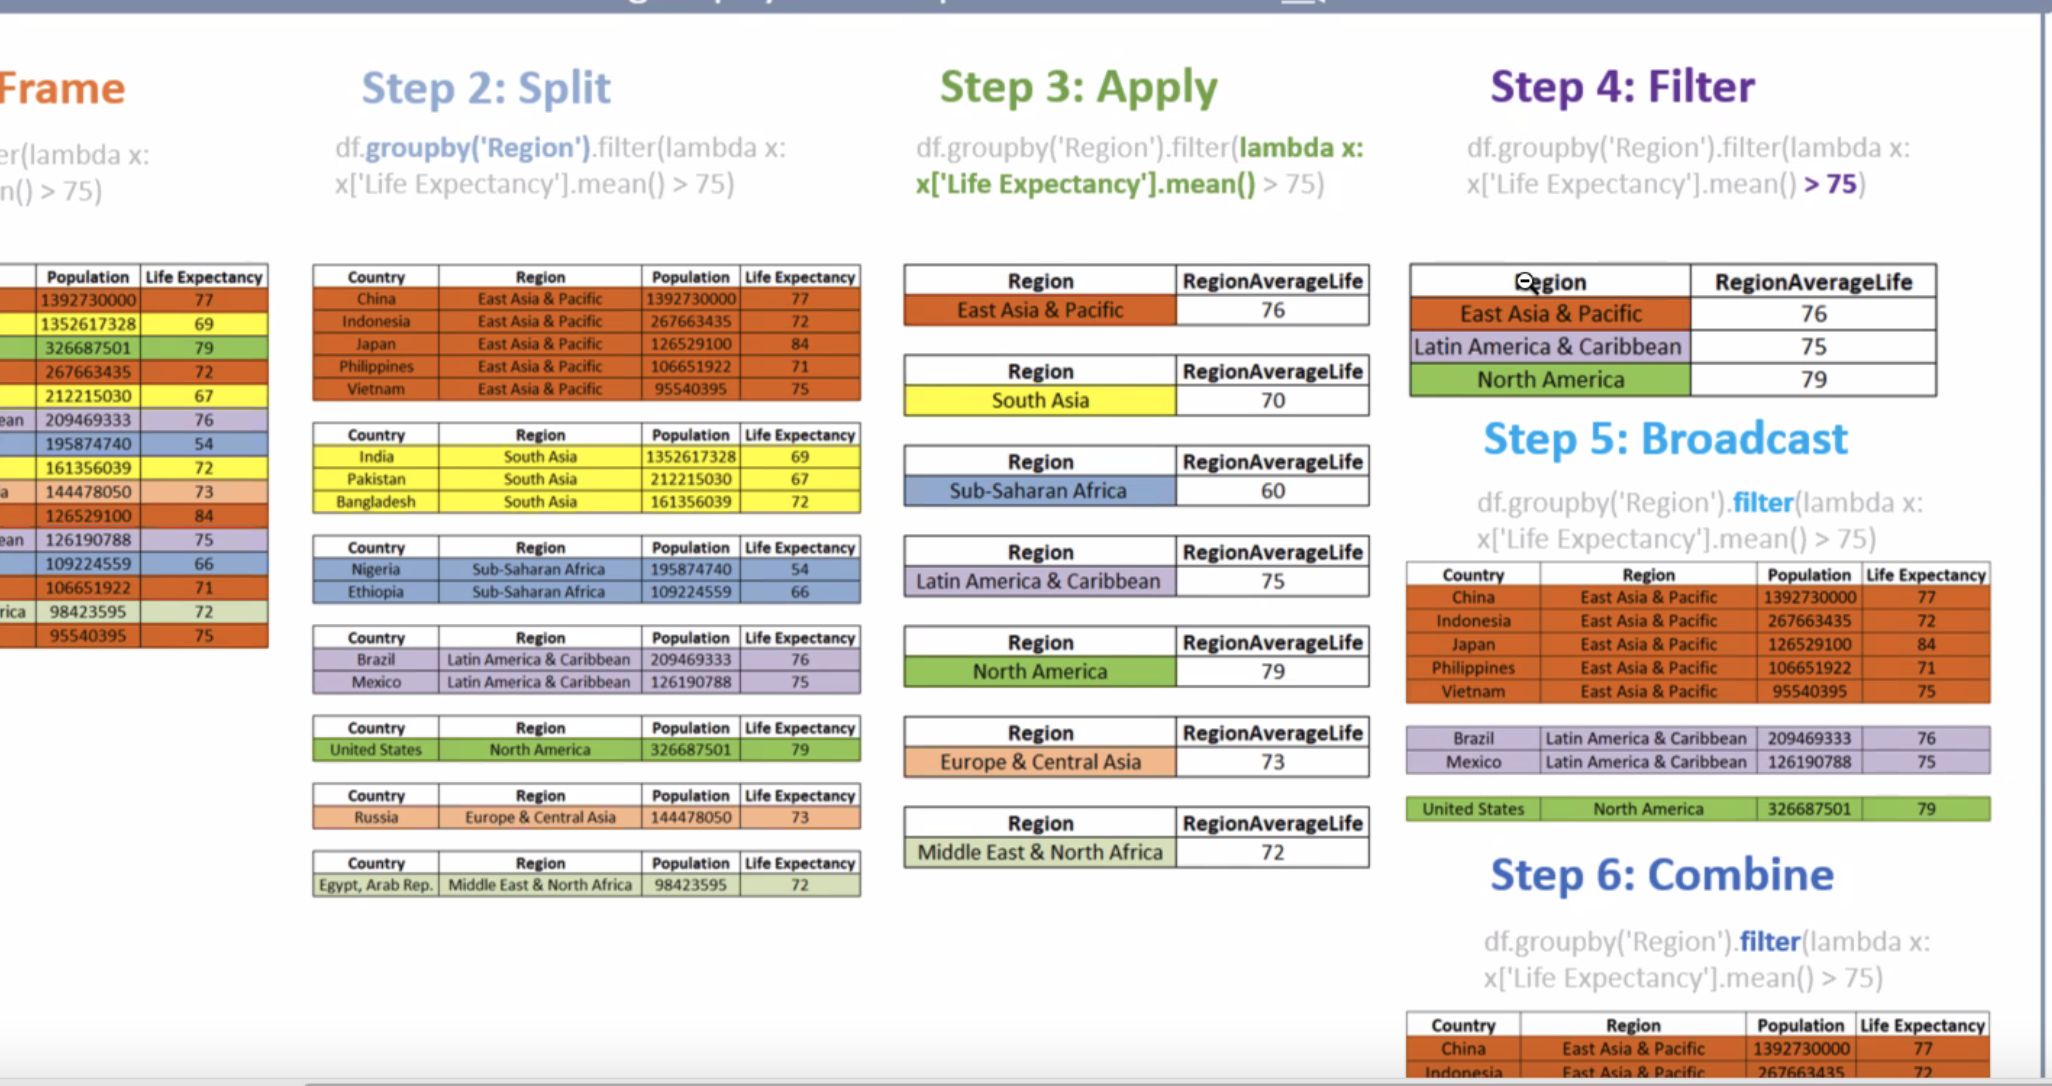 Frame
er(lambda x:
n() > 75)
Population Life Expectancy
1392730000 77
1352617328 69
326687501 79
267663435 72
212215030 67
ean 209469333 76
195874740 54
161356039 72
a 144478050 73
126529100 84
ean 126190788 75
109224559 66
106651922 71
rica 98423595 72
95540395 75
Step 2: Split
df.groupby('Region').filter(lambda x:
x['Life Expectancy'].mean() > 75)
Country Region Population Life Expectancy
China East Asia & Pacific 1392730000 77
Indonesia East Asia & Pacific 267663435 72
Japan East Asia & Pacific 126529100 84
Philippines East Asia & Pacific 106651922 71
Vietnam East Asia & Pacific 95540395 75
Country Region Population Life Expectancy
India South Asia 1352617328 69
Pakistan South Asia 212215030 67
Bangladesh South Asia 161356039 72
Country Region Population Life Expectancy
Nigeria Sub-Saharan Africa 195874740 54
Ethiopia Sub-Saharan Africa 109224559 66
Country Region Population Life Expectancy
Brazil Latin America & Caribbean 209469333 76
Mexico Latin America & Caribbean 126190788 75
Country Region Population Life Expectancy
United States North America 326687501 79
Country Region Population Life Expectancy
Russia Europe & Central Asia 144478050 73
Country Region Population Life Expectancy
Egypt, Arab Rep. Middle East & North Africa 98423595 72
Step 3: Apply
df.groupby('Region').filter(lambda x:
x['Life Expectancy'].mean() > 75)
Region RegionAverageLife
East Asia & Pacific 76
Region RegionAverageLife
South Asia 70
Region RegionAverageLife
Sub-Saharan Africa 60
Region RegionAverageLife
Latin America & Caribbean 75
Region RegionAverageLife
North America 79
Region RegionAverageLife
Europe & Central Asia 73
Region RegionAverageLife
Middle East & North Africa 72
Step 4: Filter
df.groupby('Region').filter(lambda x:
x['Life Expectancy'].mean() > 75)
Region RegionAverageLife
East Asia & Pacific 76
Latin America & Caribbean 75
North America 79
Step 5: Broadcast
df.groupby('Region').filter(lambda x:
x['Life Expectancy'].mean() > 75)
Country Region Population Life Expectancy
China East Asia & Pacific 1392730000 77
Indonesia East Asia & Pacific 267663435 72
Japan East Asia & Pacific 126529100 84
Philippines East Asia & Pacific 106651922 71
Vietnam East Asia & Pacific 95540395 75
Brazil Latin America & Caribbean 209469333 76
Mexico Latin America & Caribbean 126190788 75
United States North America 326687501 79
Step 6: Combine
df.groupby('Region').filter(lambda x:
x['Life Expectancy'].mean() > 75)
Country Region Population Life Expectancy
China East Asia & Pacific 1392730000 77
Indonesia East Asia & Pacific 267663435 72